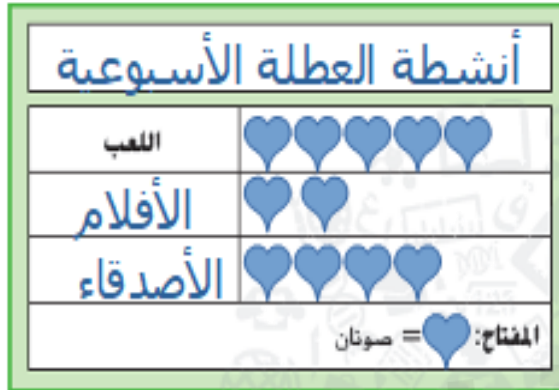 أنشطة العطلة الأسبوعية
اللعب
الأفلام
الأصدقاء
المفتاح: = صوتان